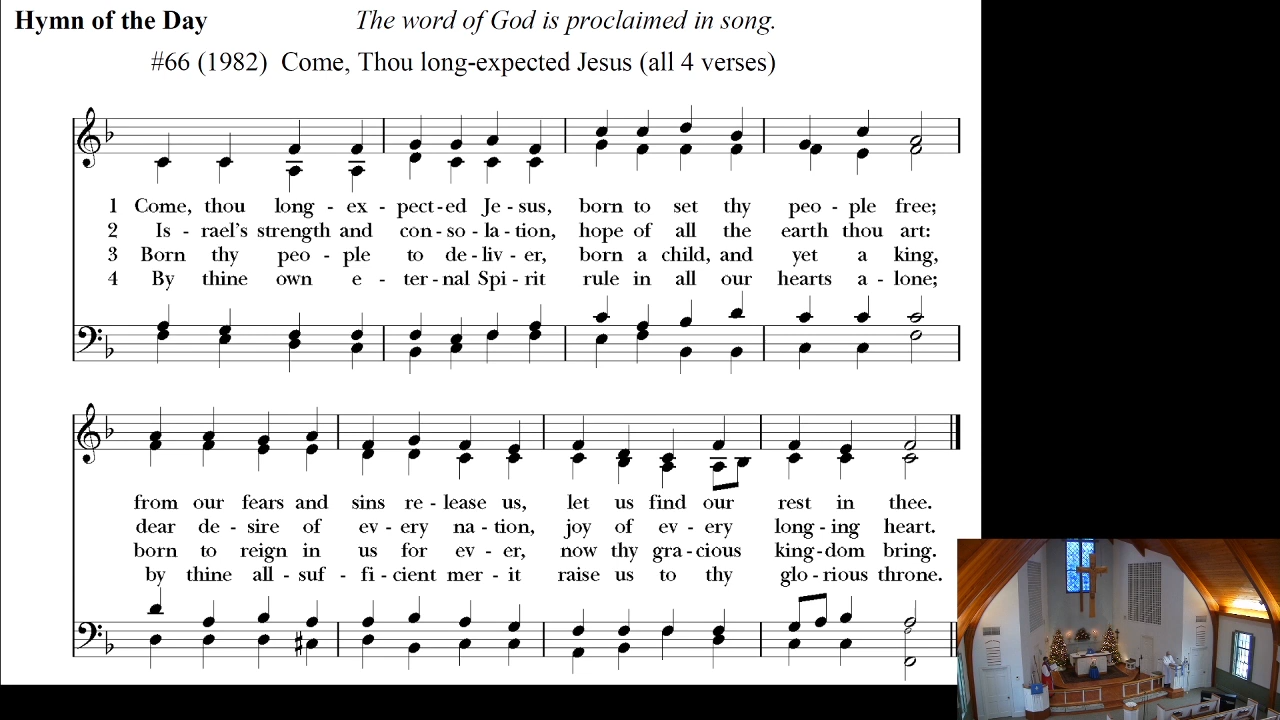 Hymn of the Day The word of God is proclaimed in song.
#66 (1982) Come, Thou long-expected Jesus (all 4 verses)
1 Come, thou long - ex - pect - ed Je - sus, born to set thy peo - ple free;
2 Is - rael's strength and con - so - la - tion, hope of all the earth thou art:
3 Born thy peo - ple to de - liv - er, born a child, and yet a king,
4 By thine own e - ter - nal Spi - rit rule in all our hearts a - lone;
from our fears and sins re - lease us, let us find our rest in thee.
dear de - sire of ev - ery na - tion, joy of ev - ery long - ing heart.
born to reign in us for ev - er, now thy gra - cious king - dom bring.
by thine all - suf - fi - cient mer - it raise us to thy glo - rious throne.